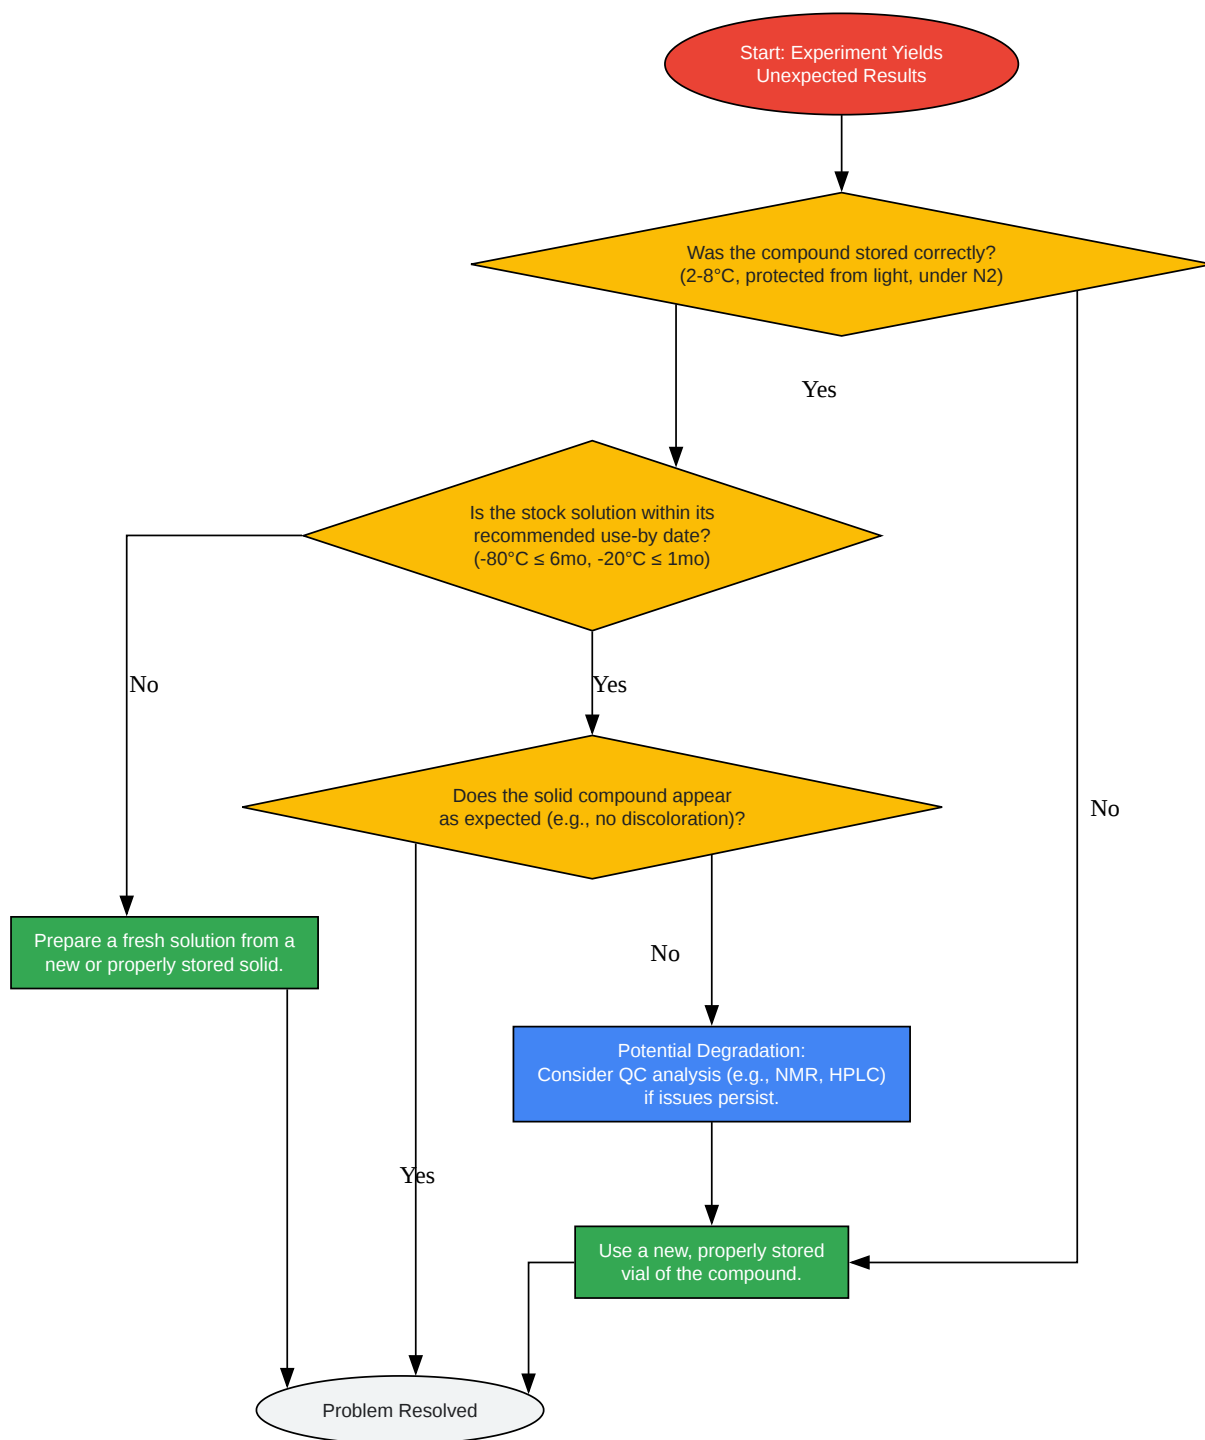 Start: Experiment Yields
Unexpected Results
Was the compound stored correctly?
(2-8°C, protected from light, under N2)
Yes
Is the stock solution within its
recommended use-by date?
(-80°C ≤ 6mo, -20°C ≤ 1mo)
No
Yes
Does the solid compound appear
as expected (e.g., no discoloration)?
No
Prepare a fresh solution from a
new or properly stored solid.
No
Potential Degradation:
Consider QC analysis (e.g., NMR, HPLC)
if issues persist.
Yes
Use a new, properly stored
vial of the compound.
Problem Resolved